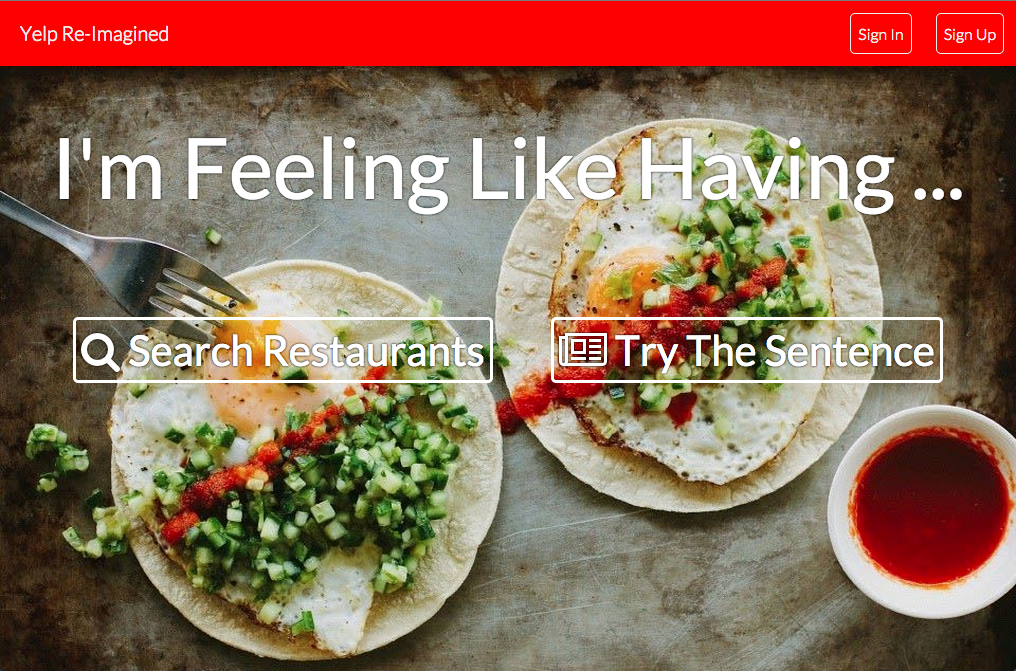 Yelp Re-Imagined
Sign In
Sign Up
I'm Feeling Like Having ...
Search Restaurants
Try The Sentence